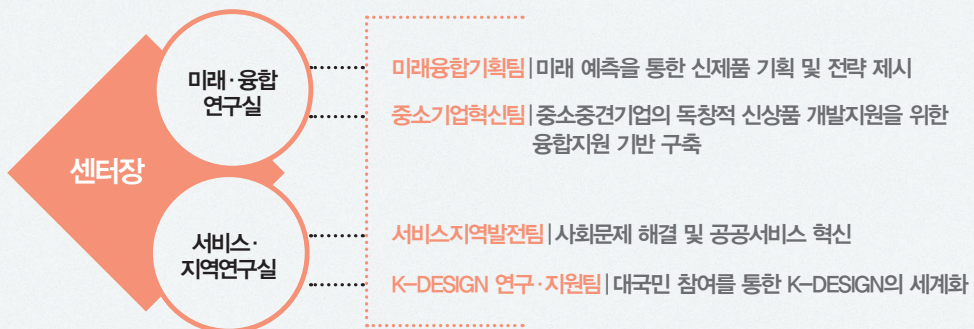 센터장
미래·융합
연구실
미래융합기획팀|미래 예측을 통한 신제품 기획 및 전략 제시
중소기업혁신팀|중소중견기업의 독창적 신상품 개발지원을 위한
융합지원 기반 구축
서비스·
지역연구실
서비스지역발전팀|사회문제 해결 및 공공서비스 혁신
K-DESIGN 연구·지원팀|대국민 참여를 통한 K-DESIGN의 세계화